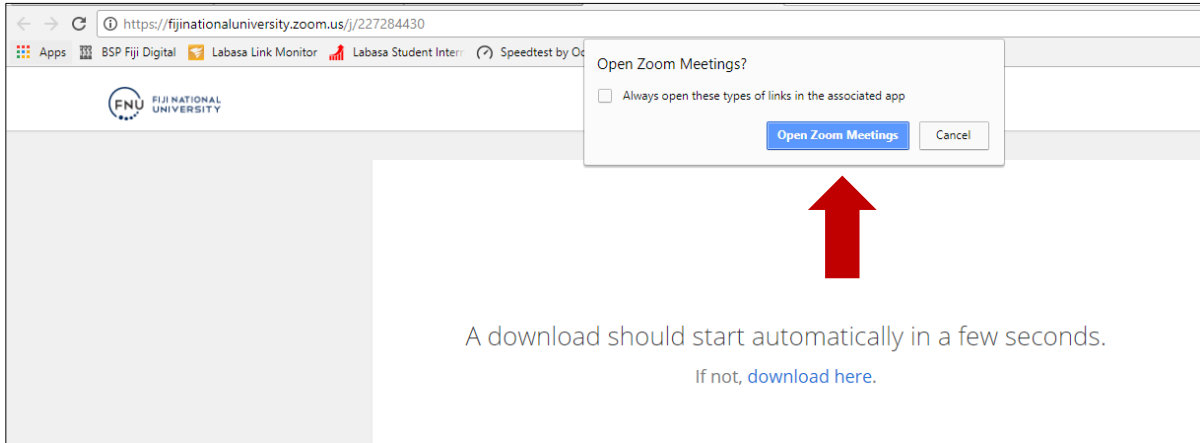 https://fijinationaluniversity.zoom.us/j/227284430
Apps BSP Fiji Digital Labasa Link Monitor Labasa Student Intern Speedtest by Oo
Open Zoom Meetings?
Always open these types of links in the associated app
Open Zoom Meetings Cancel
FNU FIJI NATIONAL
UNIVERSITY
A download should start automatically in a few seconds.
If not, download here.